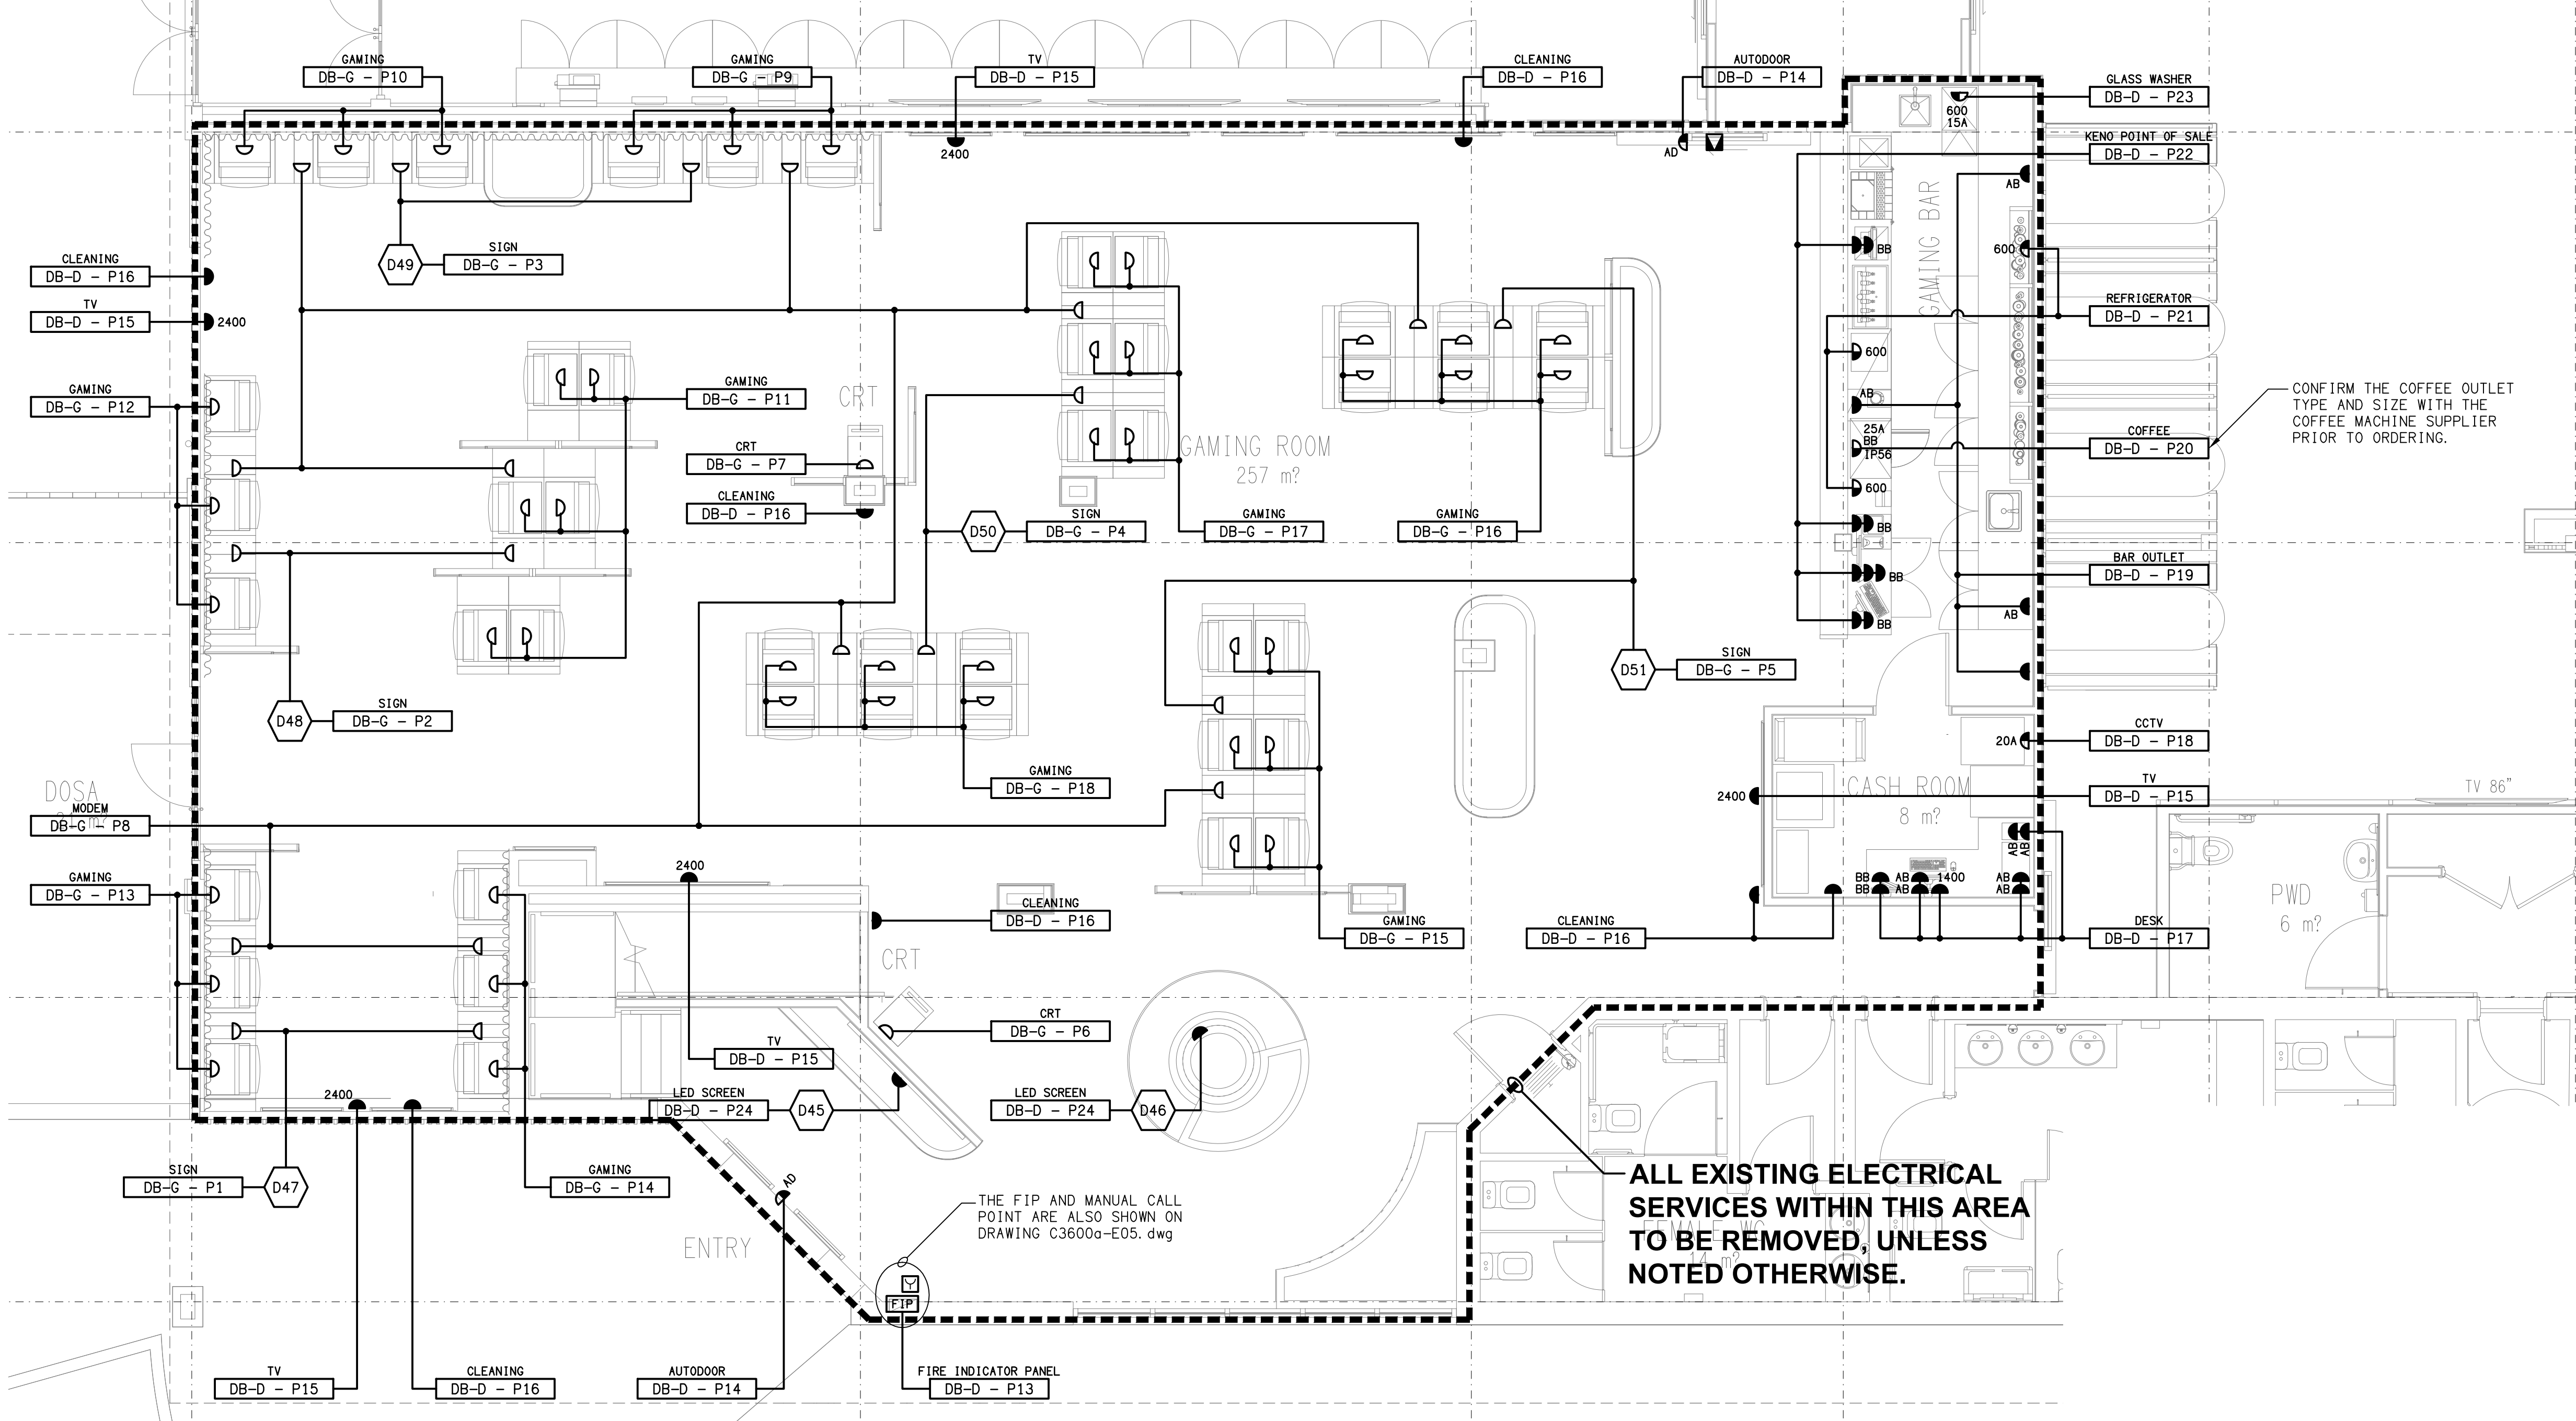 GAMING
DB-G - P10
GAMING
DB-G - P9
TV
DB-D - P15
CLEANING
DB-D - P16
AUTODOOR
DB-D - P14
GLASS WASHER
DB-D - P23
600
15A
KENO POINT OF SALE
DB-D - P22
2400
AD
AB
GAMING BAR
BB
600
SIGN
DB-G - P3
D49
CLEANING
DB-D - P16
TV
DB-D - P15
2400
REFRIGERATOR
DB-D - P21
600
GAMING
DB-G - P12
GAMING
DB-G - P11
CRT
AB
CONFIRM THE COFFEE OUTLET
TYPE AND SIZE WITH THE
COFFEE MACHINE SUPPLIER
PRIOR TO ORDERING.
25A
BB
IP56
COFFEE
DB-D - P20
GAMING ROOM
257 m?
CRT
DB-G - P7
600
CLEANING
DB-D - P16
D50
SIGN
DB-G - P4
GAMING
DB-G - P17
GAMING
DB-G - P16
BB
BAR OUTLET
DB-D - P19
BB
AB
BB
D51
SIGN
DB-G - P5
D48
SIGN
DB-G - P2
CCTV
DB-D - P18
20A
GAMING
DB-G - P18
DOSA
MODEM
DB-G - P8
TV
DB-D - P15
2400
CASH ROOM
8 m?
TV 86"
AB
AB
2400
GAMING
DB-G - P13
BB
BB
AB
AB
1400
AB
AB
PWD
6 m?
CLEANING
DB-D - P16
GAMING
DB-G - P15
CLEANING
DB-D - P16
DESK
DB-D - P17
CRT
CRT
DB-G - P6
TV
DB-D - P15
2400
LED SCREEN
DB-D - P24
D45
LED SCREEN
DB-D - P24
D46
SIGN
DB-G - P1
D47
GAMING
DB-G - P14
AD
THE FIP AND MANUAL CALL
POINT ARE ALSO SHOWN ON
DRAWING C3600a-E05.dwg
ALL EXISTING ELECTRICAL
SERVICES WITHIN THIS AREA
TO BE REMOVED, UNLESS
NOTED OTHERWISE.
FEMALE WC
14 m?
ENTRY
FIP
TV
DB-D - P15
CLEANING
DB-D - P16
AUTODOOR
DB-D - P14
FIRE INDICATOR PANEL
DB-D - P13